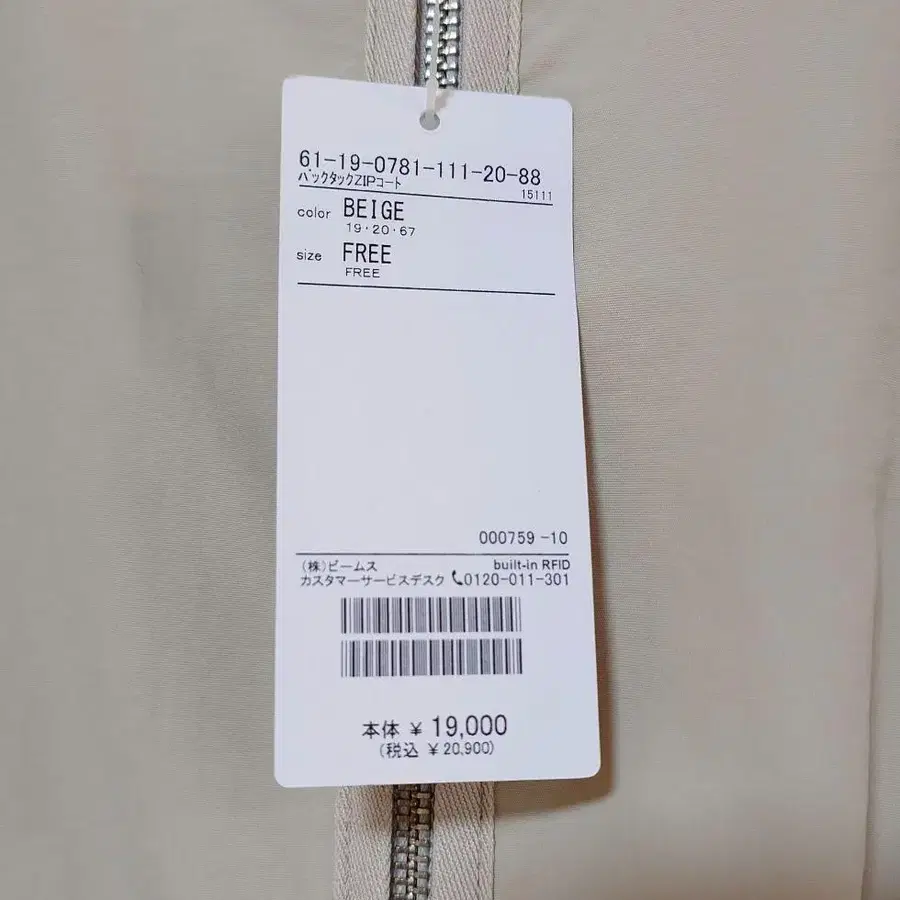 61-19-0781-111-20-88
バックタックZIPコート
15111
color BEIGE
19・20・67
size FREE
FREE
000759 -10
(株)ビームス built-in RFID
カスタマーサービスデスク 📞0120-011-301
本体 ¥ 19,000
(税込 ¥20,900)